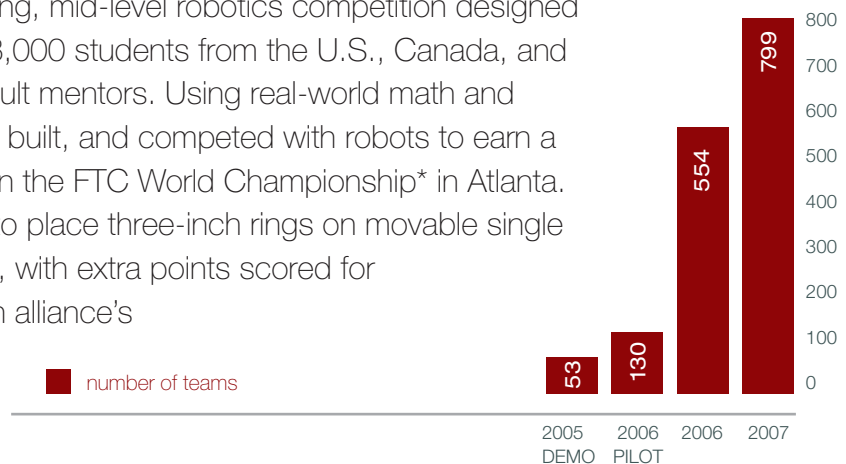 ng, mid-level robotics competition designed
,000 students from the U.S., Canada, and
ult mentors. Using real-world math and
built, and competed with robots to earn a
n the FTC World Championship* in Atlanta.
o place three-inch rings on movable single
, with extra points scored for
alliance’s
number of teams
53
130
554
799
800
700
600
500
400
300
200
100
0
2005 2006 2006 2007
DEMO PILOT